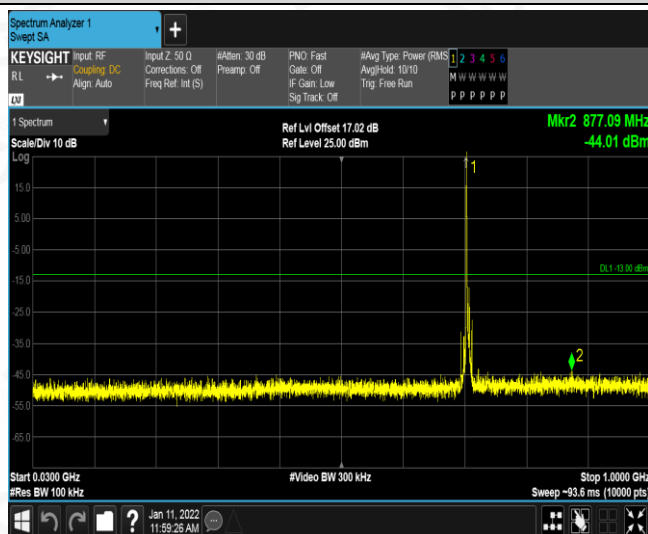 Spectrum Analyzer 1
Swept SA
+
KEYSIGHT
RL
LXI
Input: RF
Coupling: DC
Align: Auto
Input Z: 50 Ω
Corrections: Off
Freq Ref: Int (S)
#Atten: 30 dB
Preamp: Off
PNO: Fast
Gate: Off
IF Gain: Low
Sig Track: Off
#Avg Type: Power (RMS
Avg|Hold: 10/10
Trig: Free Run
1 2 3 4 5 6
M W W W W W
P P P P P P
1 Spectrum
Scale/Div 10 dB
Ref Lvl Offset 17.02 dB
Ref Level 25.00 dBm
Mkr2 877.09 MHz
-44.01 dBm
Log
15.0
5.00
-5.00
-15.0
-25.0
-35.0
-45.0
-55.0
-65.0
1
DL1 -13.00 dBm
2
Start 0.0300 GHz
#Res BW 100 kHz
#Video BW 300 kHz
Stop 1.0000 GHz
Sweep ~93.6 ms (10000 pts)
?
Jan 11, 2022
11:59:26 AM